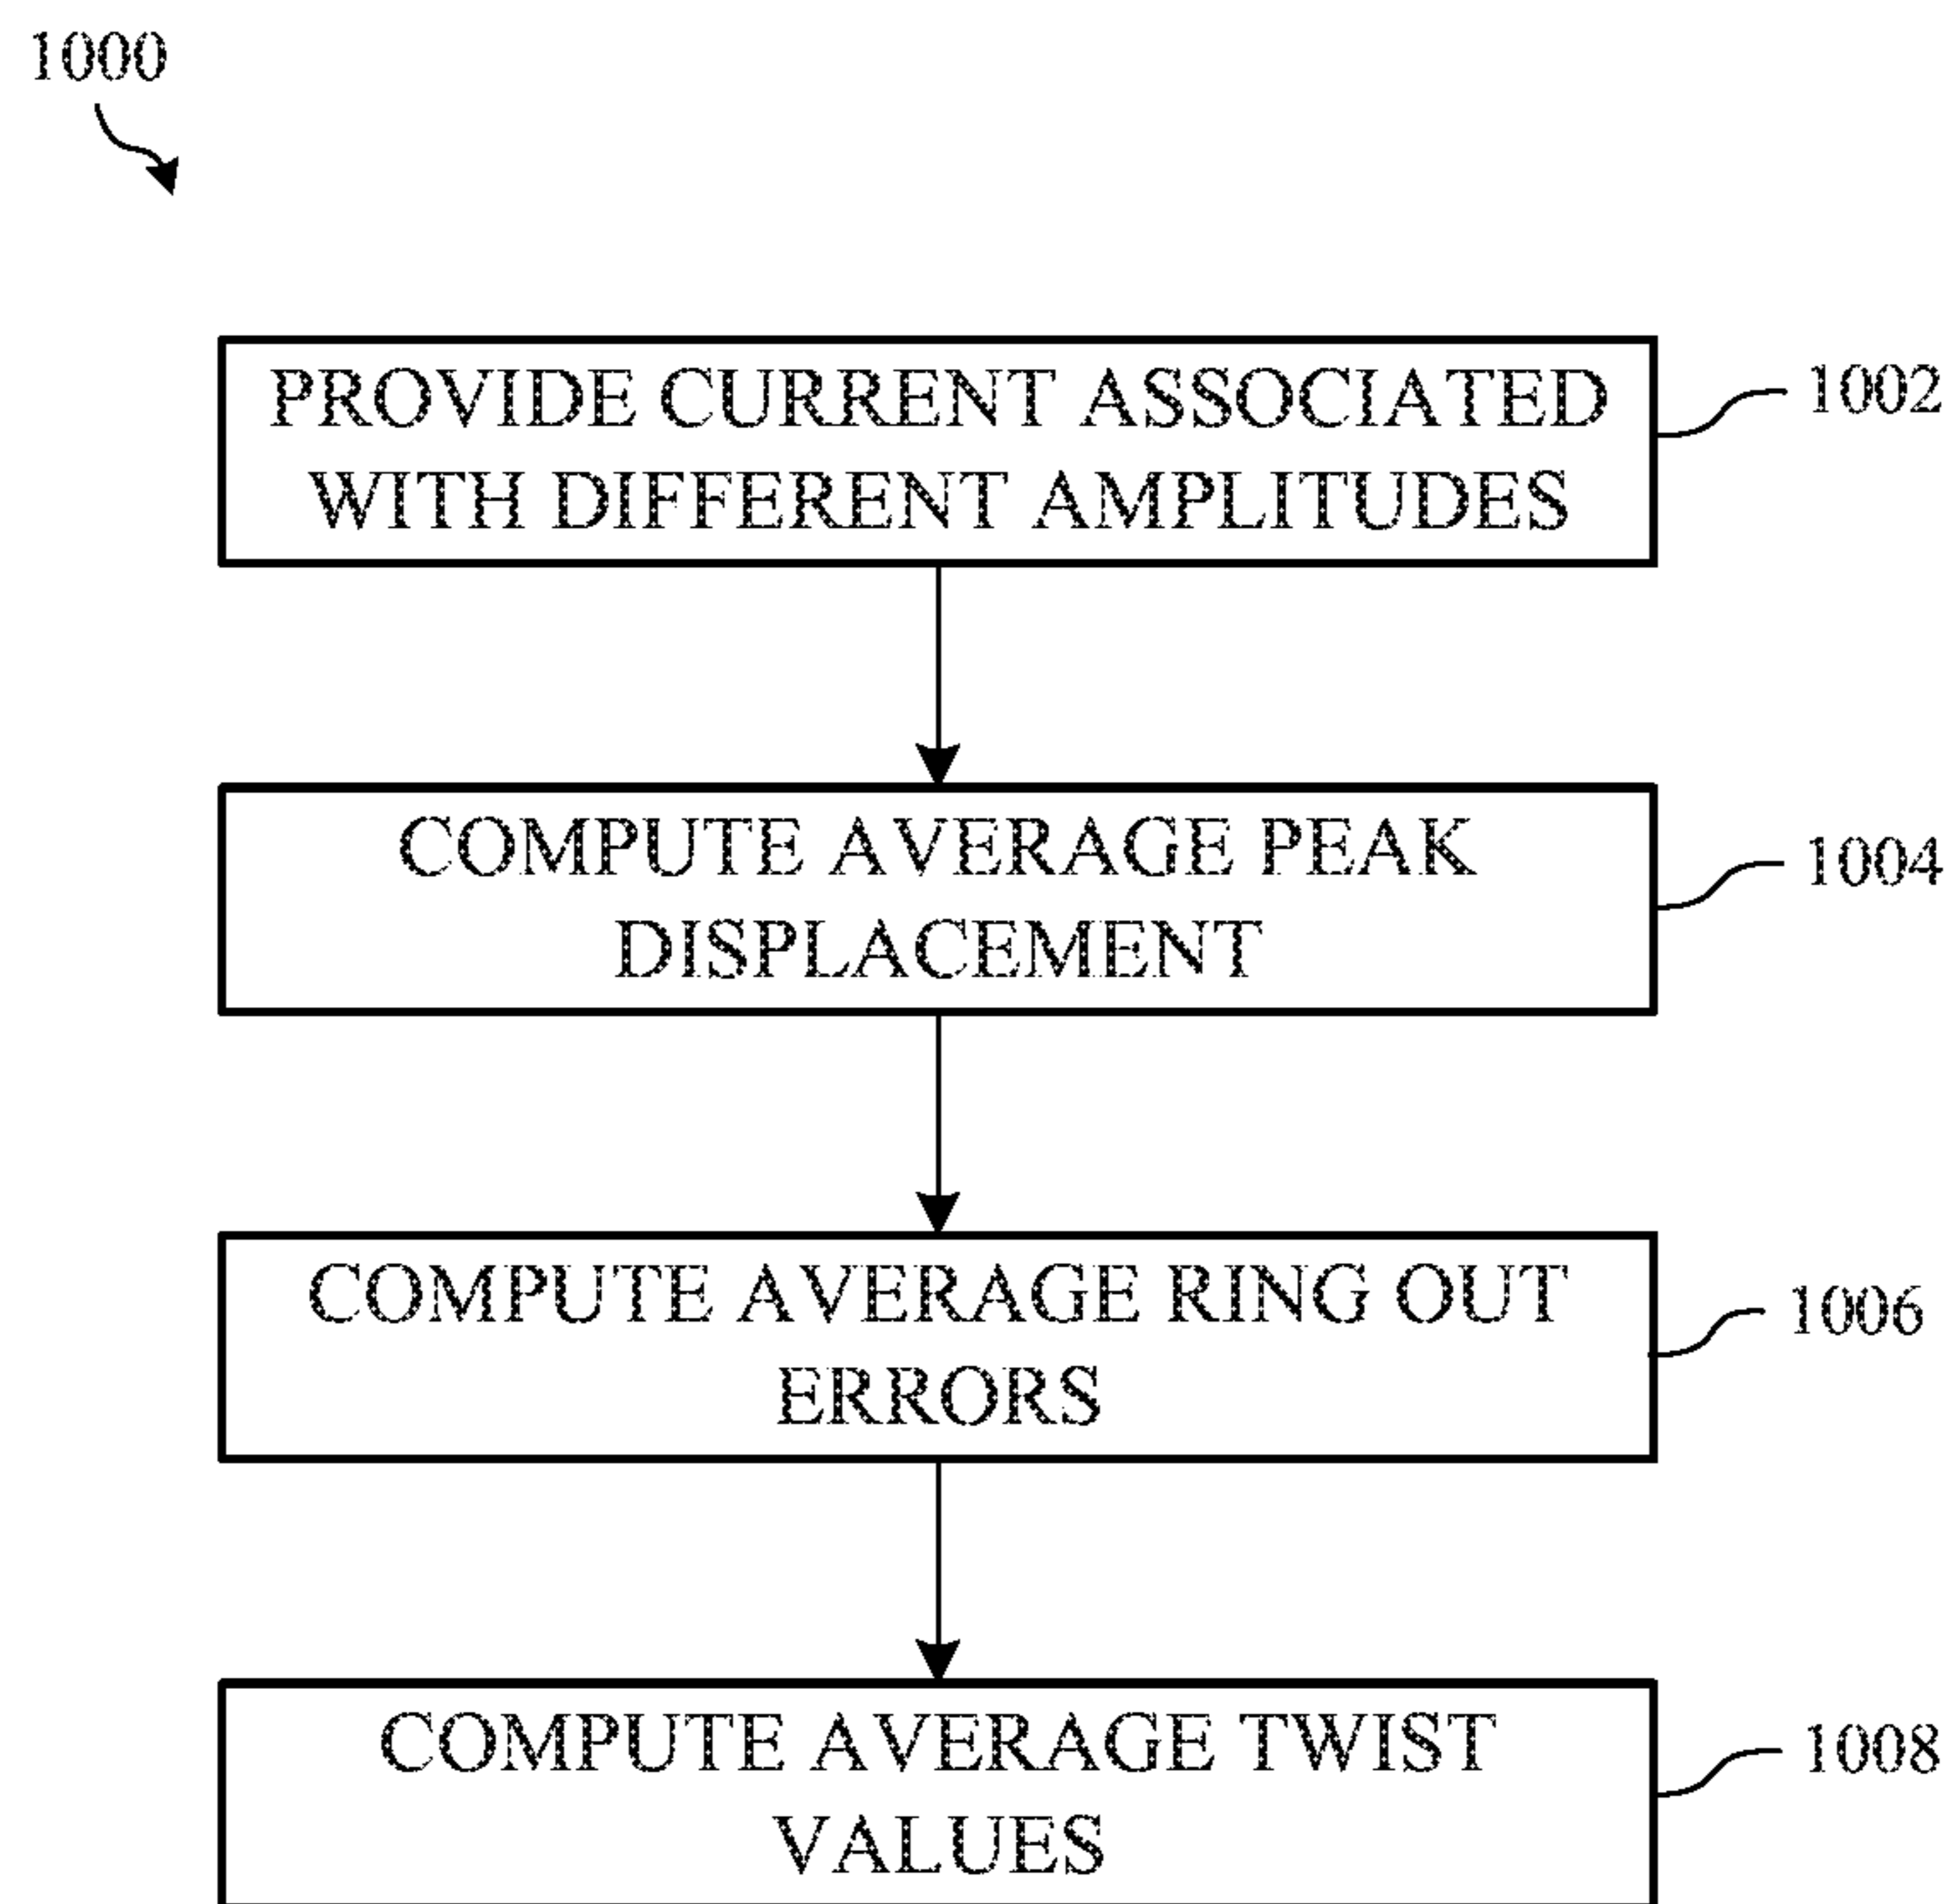 1000
PROVIDE CURRENT ASSOCIATED
WITH DIFFERENT AMPLITUDES
1002
COMPUTE AVERAGE PEAK
DISPLACEMENT
1004
COMPUTE AVERAGE RING OUT
ERRORS
1006
COMPUTE AVERAGE TWIST
VALUES
1008